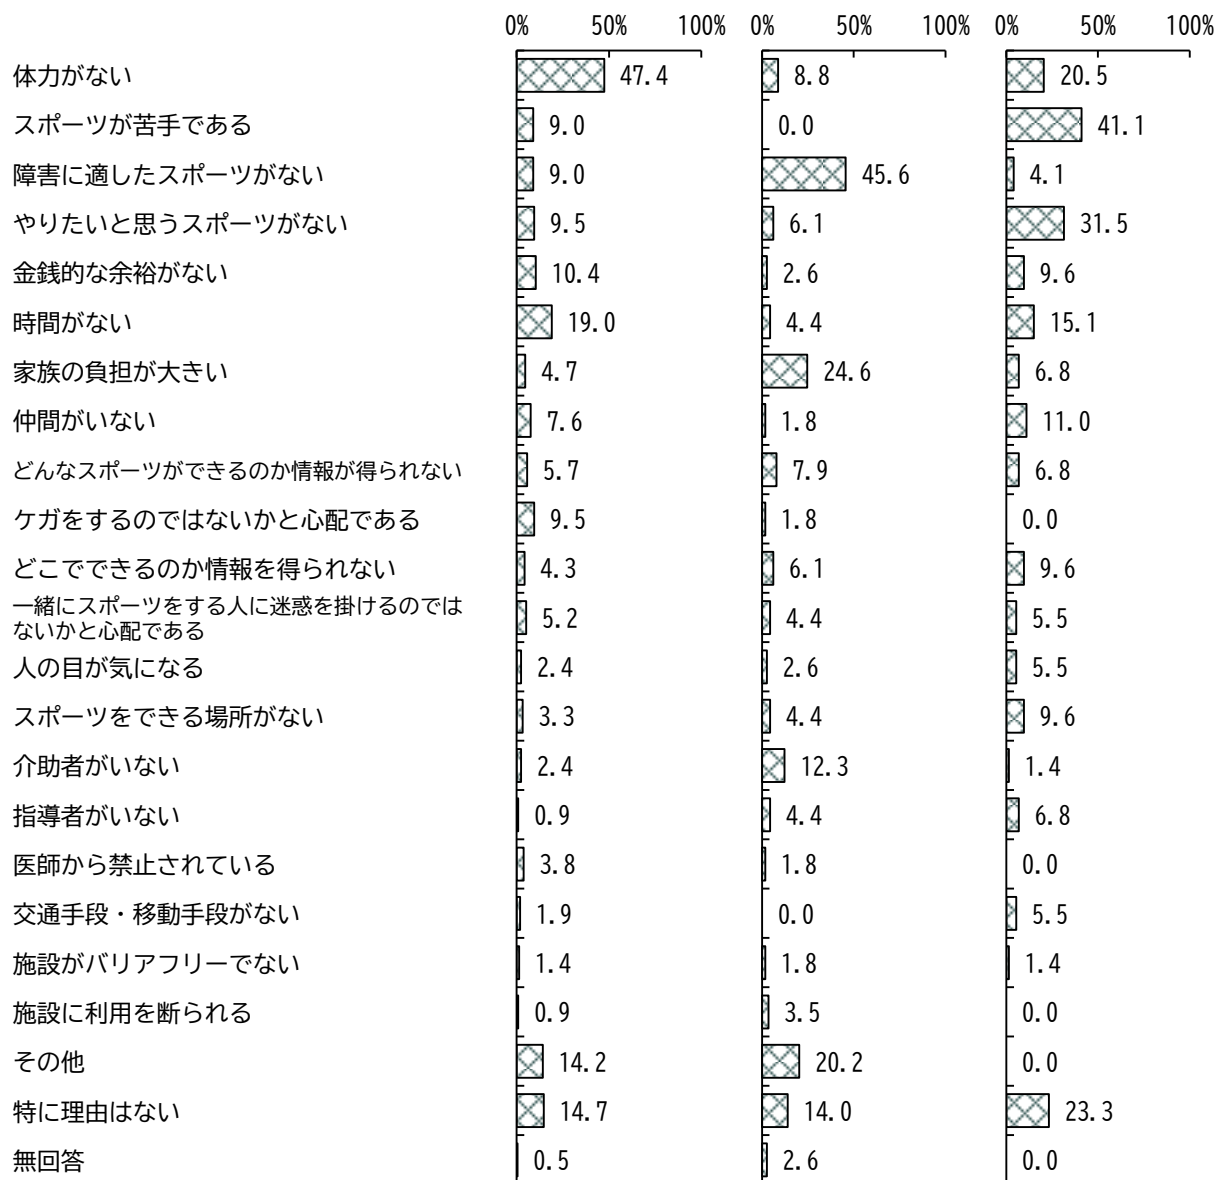 0% 50% 100% 0% 50% 100% 0% 50% 100%
体力がない 47.4 8.8 20.5
スポーツが苦手である 9.0 0.0 41.1
障害に適したスポーツがない 9.0 45.6 4.1
やりたいと思うスポーツがない 9.5 6.1 31.5
金銭的な余裕がない 10.4 2.6 9.6
時間がない 19.0 4.4 15.1
家族の負担が大きい 4.7 24.6 6.8
仲間がいない 7.6 1.8 11.0
どんなスポーツができるのか情報が得られない 5.7 7.9 6.8
ケガをするのではないかと心配である 9.5 1.8 0.0
どこでできるのか情報を得られない 4.3 6.1 9.6
一緒にスポーツをする人に迷惑を掛けるのでは
ないかと心配である 5.2 4.4 5.5
人の目が気になる 2.4 2.6 5.5
スポーツをできる場所がない 3.3 4.4 9.6
介助者がいない 2.4 12.3 1.4
指導者がいない 0.9 4.4 6.8
医師から禁止されている 3.8 1.8 0.0
交通手段・移動手段がない 1.9 0.0 5.5
施設がバリアフリーでない 1.4 1.8 1.4
施設に利用を断られる 0.9 3.5 0.0
その他 14.2 20.2 0.0
特に理由はない 14.7 14.0 23.3
無回答 0.5 2.6 0.0